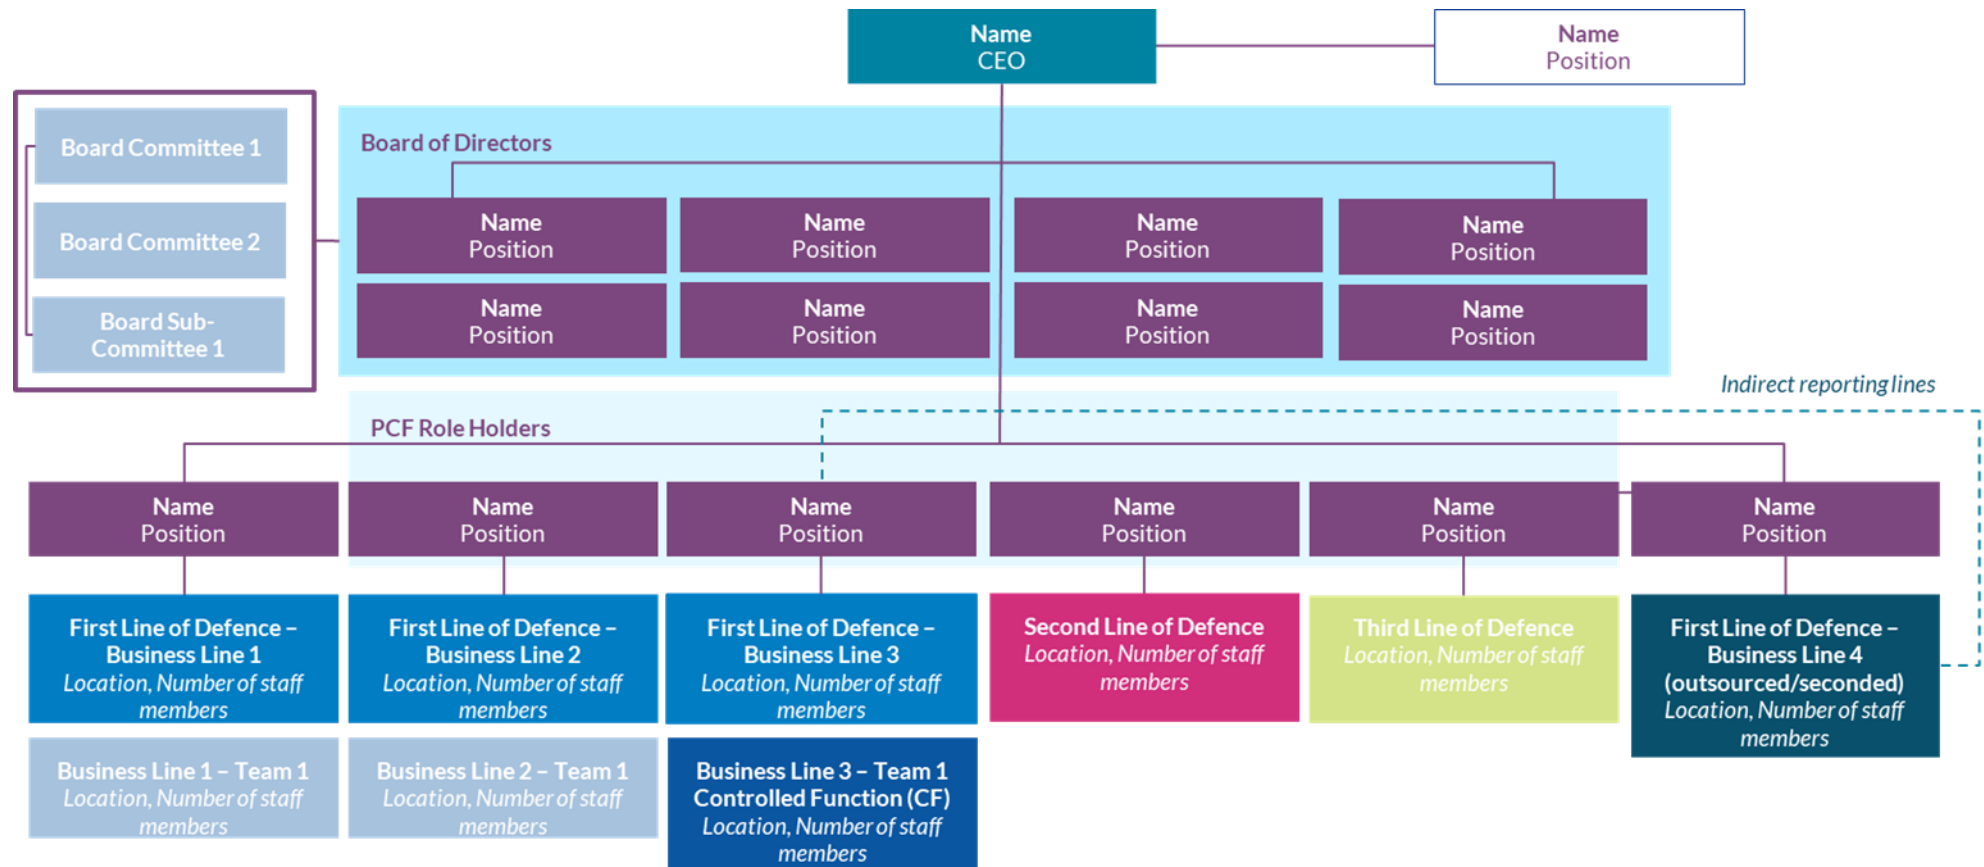 Name
CEO
Name
Position
Board Committee 1
Board Committee 2
Board Sub-
Committee 1
Board of Directors
Name
Position
Name
Position
Name
Position
Name
Position
Name
Position
Name
Position
Name
Position
Name
Position
Indirect reporting lines
PCF Role Holders
Name
Position
Name
Position
Name
Position
Name
Position
Name
Position
Name
Position
First Line of Defence –
Business Line 1
Location, Number of staff
members
First Line of Defence –
Business Line 2
Location, Number of staff
members
First Line of Defence –
Business Line 3
Location, Number of staff
members
Second Line of Defence
Location, Number of staff
members
Third Line of Defence
Location, Number of staff
members
First Line of Defence –
Business Line 4
(outsourced/seconded)
Location, Number of staff
members
Business Line 1 – Team 1
Location, Number of staff
members
Business Line 2 – Team 1
Location, Number of staff
members
Business Line 3 – Team 1
Controlled Function (CF)
Location, Number of staff
members